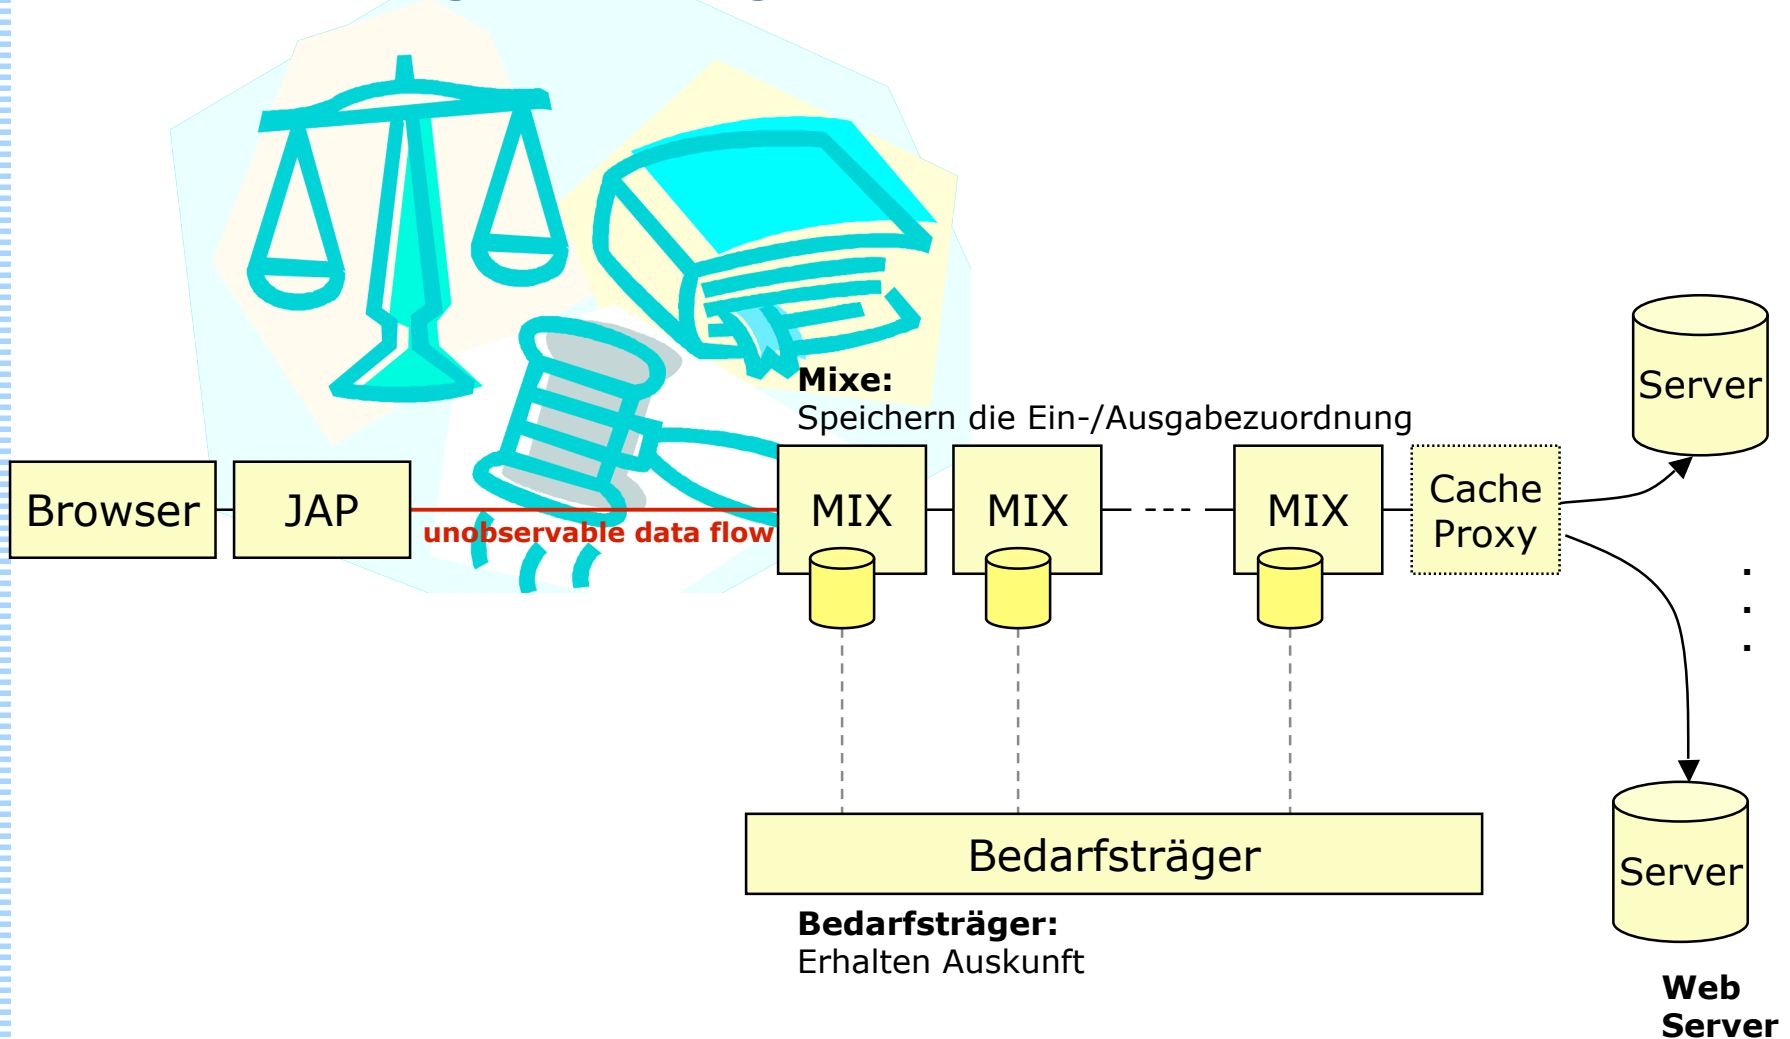 Mixe:
Speichern die Ein-/Ausgabezuordnung
Server
Browser
JAP
unobservable data flow
MIX
MIX
MIX
Cache
Proxy
Bedarfsträger
Server
Bedarfsträger:
Erhalten Auskunft
Web
Server